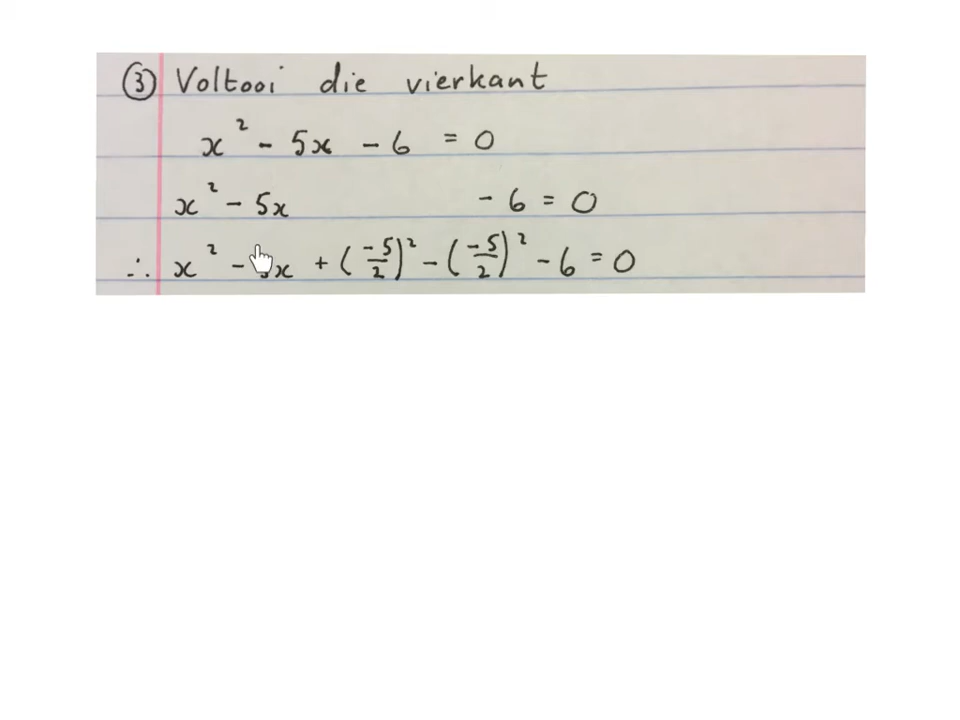 ③ Voltooi die vierkant
x² - 5x - 6 = 0
x² - 5x - 6 = 0
∴ x² - 5x + (-5/2)² - (-5/2)² - 6 = 0